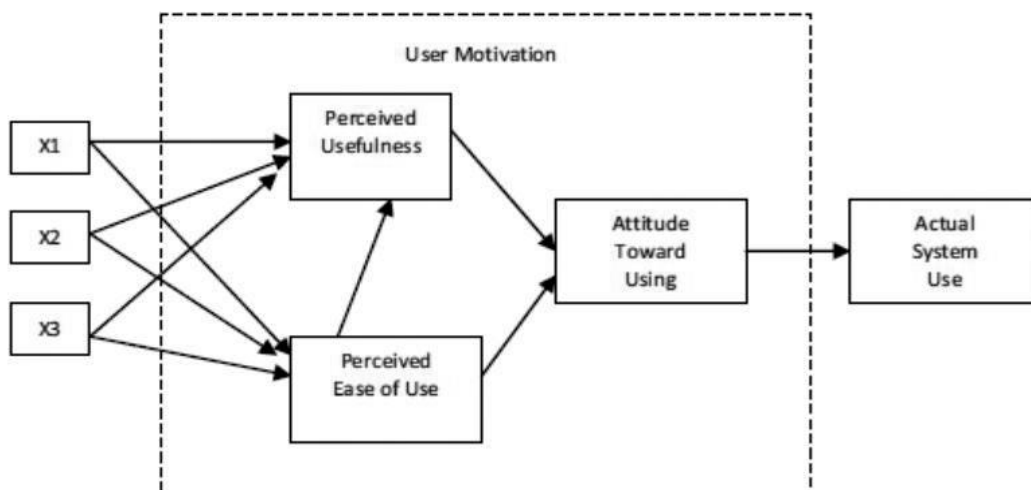 User Motivation
X1
X2
X3
Perceived
Usefulness
Perceived
Ease of Use
Attitude
Toward
Using
Actual
System
Use